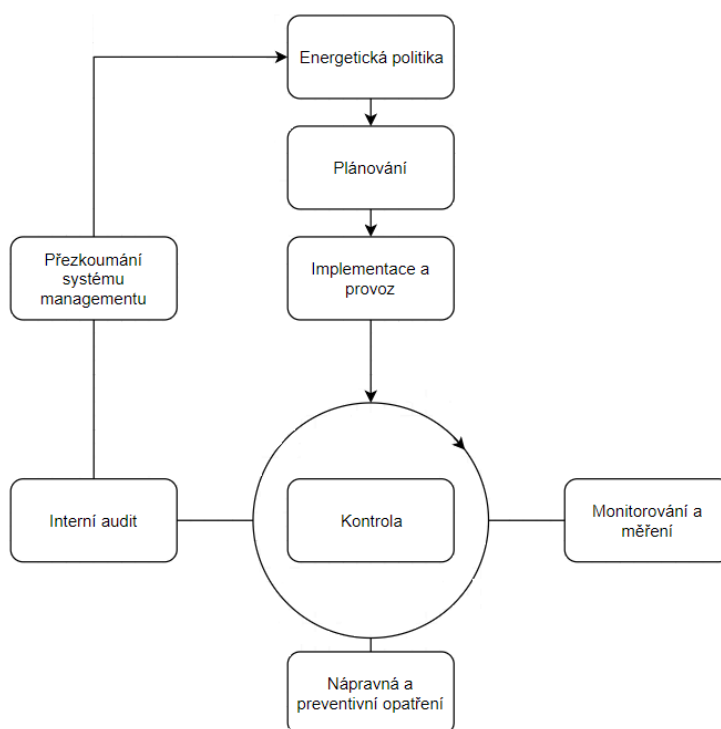 Energetická politika
Plánování
Přezkoumání
systému
managementu
Implementace a
provoz
Interní audit
Kontrola
Monitorování a
měření
Nápravná a
preventivní opatření